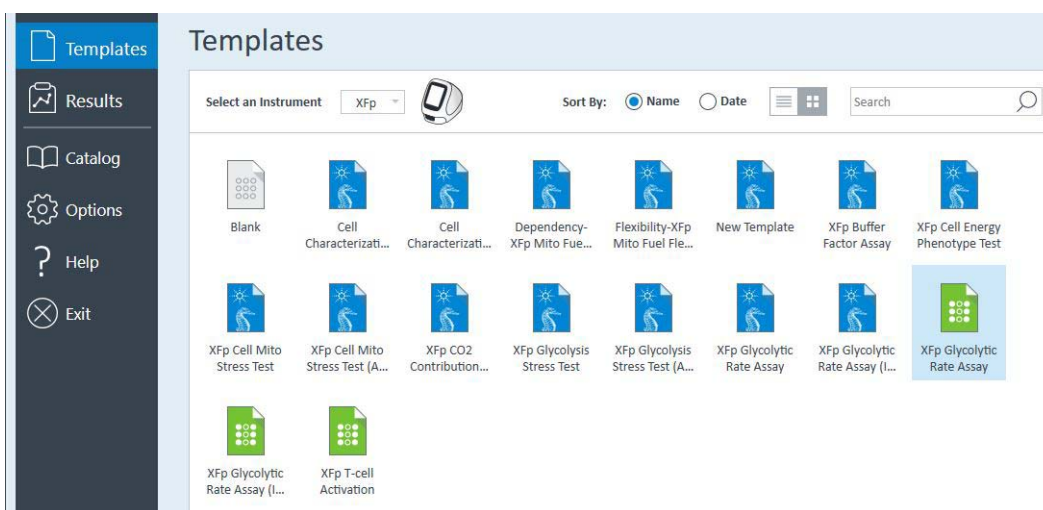 Templates
Results
Catalog
Options
Help
Exit
Templates
Select an Instrument XFp Sort By: Name Date Search
Blank
Cell
Characterizati...
Cell
Characterizati...
Dependency-
XFp Mito Fue...
Flexibility-XFp
Mito Fuel Fle...
New Template
XFp Buffer
Factor Assay
XFp Cell Energy
Phenotype Test
XFp Cell Mito
Stress Test
XFp Cell Mito
Stress Test (A...
XFp CO2
Contribution...
XFp Glycolysis
Stress Test
XFp Glycolysis
Stress Test (A...
XFp Glycolytic
Rate Assay
XFp Glycolytic
Rate Assay (I...
XFp Glycolytic
Rate Assay
XFp Glycolytic
Rate Assay (I...
XFp T-cell
Activation